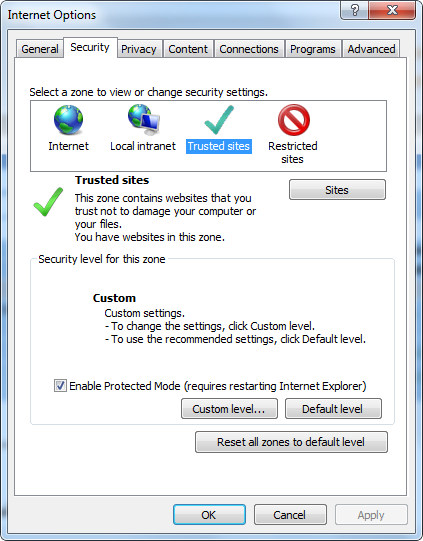 Internet Options
General Security Privacy Content Connections Programs Advanced
Select a zone to view or change security settings.
Internet Local intranet Trusted sites Restricted
sites
Trusted sites
Sites
This zone contains websites that you
trust not to damage your computer or
your files.
You have websites in this zone.
Security level for this zone
Custom
Custom settings.
- To change the settings, click Custom level.
- To use the recommended settings, click Default level.
Enable Protected Mode (requires restarting Internet Explorer)
Custom level... Default level
Reset all zones to default level
OK Cancel Apply